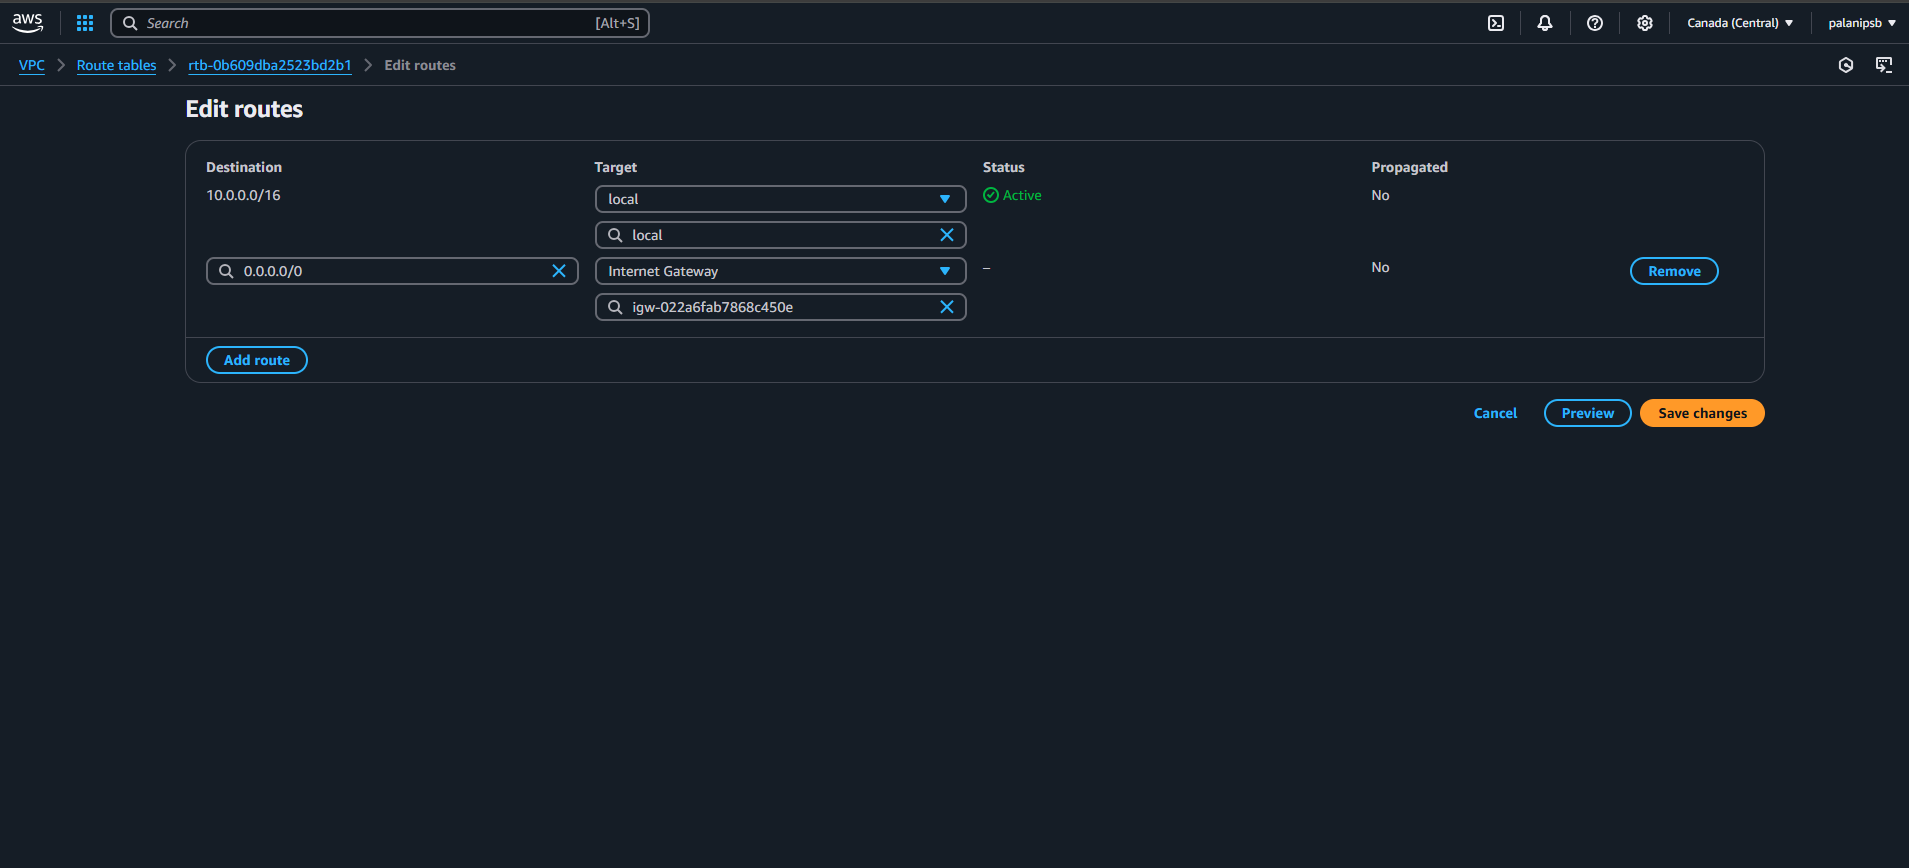 aws
Search [Alt+S]
Canada (Central)
palanipsb
VPC Route tables rtb-0b609dba2523bd2b1 Edit routes
Edit routes
Destination Target Status Propagated
10.0.0.0/16 local Active No
local
0.0.0.0/0 Internet Gateway – No Remove
igw-022a6fab7868c450e
Add route
Cancel Preview Save changes